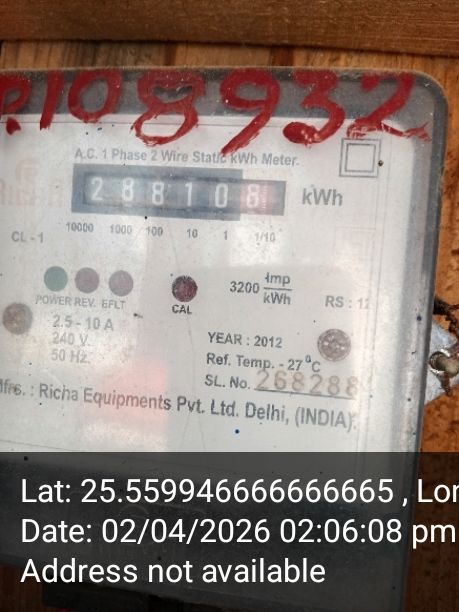 P108932
A.C. 1 Phase 2 Wire Static kWh Meter.
288108 kWh
10000 1000 100 10 1 1/10
CL - 1
3200 Imp/kWh
POWER REV. EFLT
CAL
RS : 12
2.5 - 10 A
240 V.
50 Hz.
YEAR : 2012
Ref. Temp. - 27°C
SL. No. 268288
Mfrs. : Richa Equipments Pvt. Ltd. Delhi, (INDIA).
Lat: 25.559946666666665 , Lon
Date: 02/04/2026 02:06:08 pm
Address not available